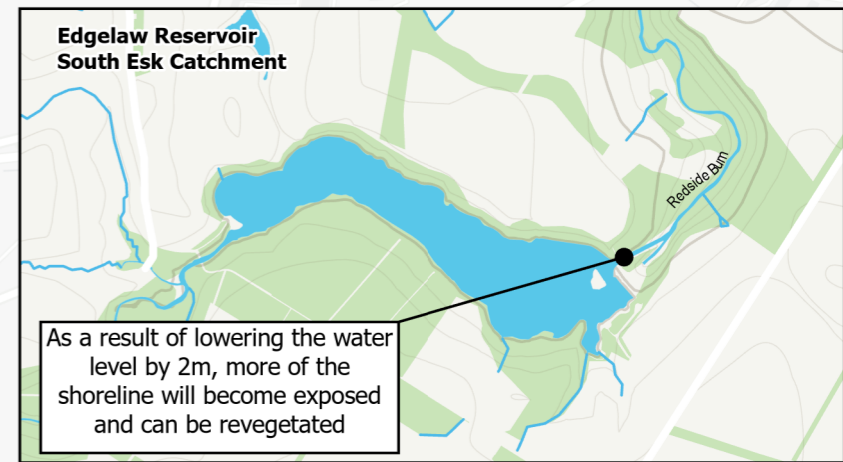 Edgelaw Reservoir
South Esk Catchment
Redside Burn
As a result of lowering the water
level by 2m, more of the
shoreline will become exposed
and can be revegetated